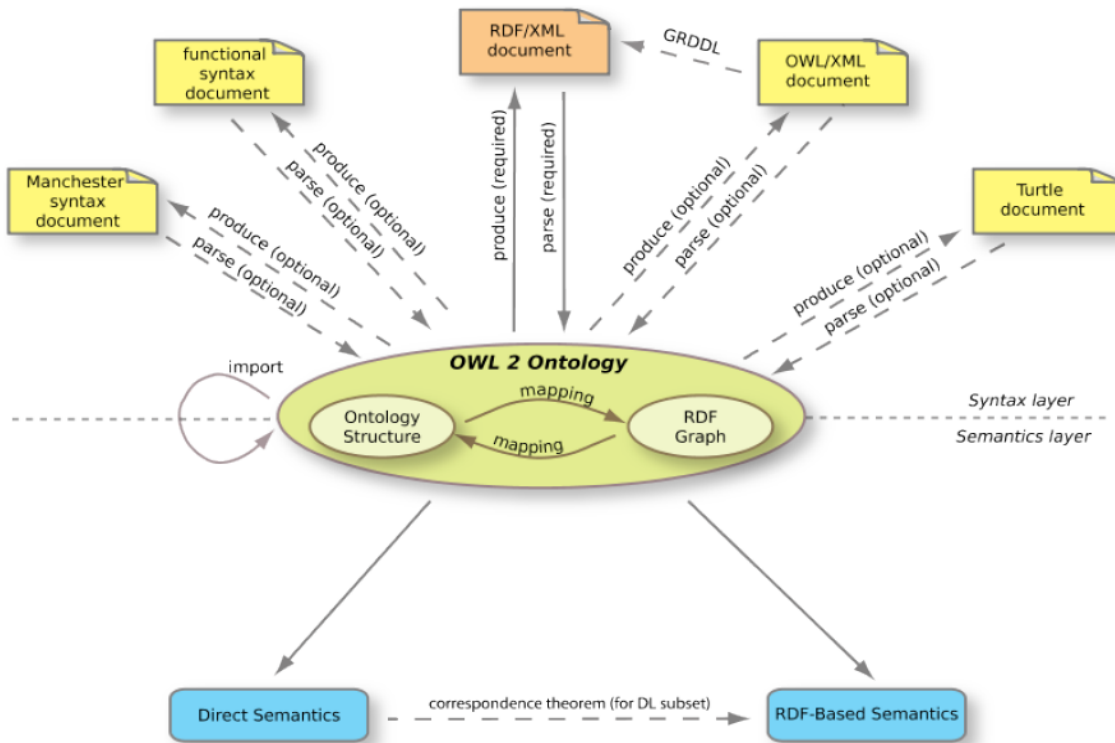 RDF/XML
document
GRDDL
functional
syntax
document
OWL/XML
document
Manchester
syntax
document
Turtle
document
produce (optional)
parse (optional)
produce (optional)
parse (optional)
produce (required)
parse (required)
produce (optional)
parse (optional)
produce (optional)
parse (optional)
import
OWL 2 Ontology
mapping
Ontology
Structure
RDF
Graph
mapping
Syntax layer
Semantics layer
Direct Semantics
correspondence theorem (for DL subset)
RDF-Based Semantics